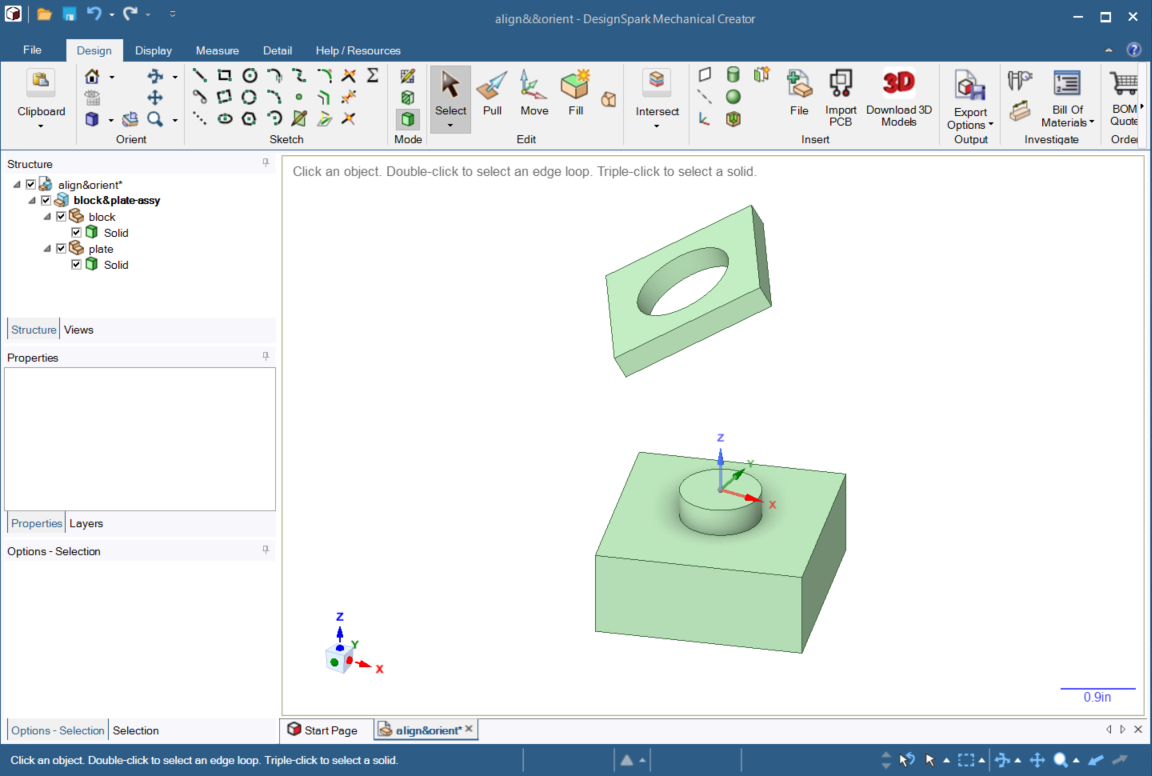 align&&orient - DesignSpark Mechanical Creator
File Design Display Measure Detail Help / Resources
Clipboard
Orient
Sketch
Mode
Select Pull Move Fill
Edit
Intersect
File Import PCB 3D Download 3D Models
Insert
Export Options
Output
Bill Of Materials
Investigate
BOM Quote
Order
Structure
align&orient*
block&plate-assy
block
Solid
plate
Solid
Structure Views
Properties
Properties Layers
Options - Selection
Options - Selection Selection
Click an object. Double-click to select an edge loop. Triple-click to select a solid.
Z
Y
X
Z
Y
X
0.9in
Start Page align&orient*
Click an object. Double-click to select an edge loop. Triple-click to select a solid.